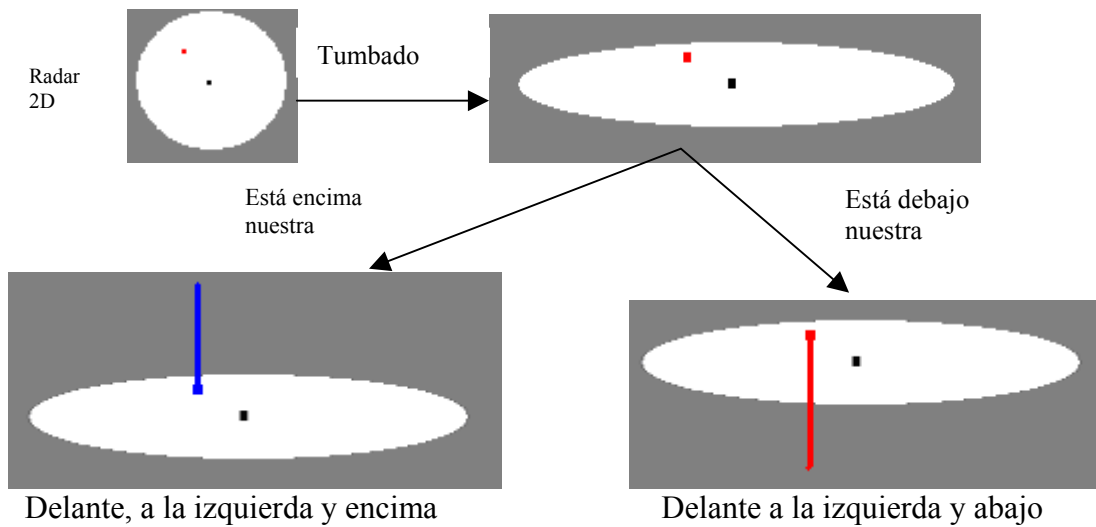 Radar
2D
Tumbado
Está encima
nuestra
Está debajo
nuestra
Delante, a la izquierda y encima
Delante a la izquierda y abajo